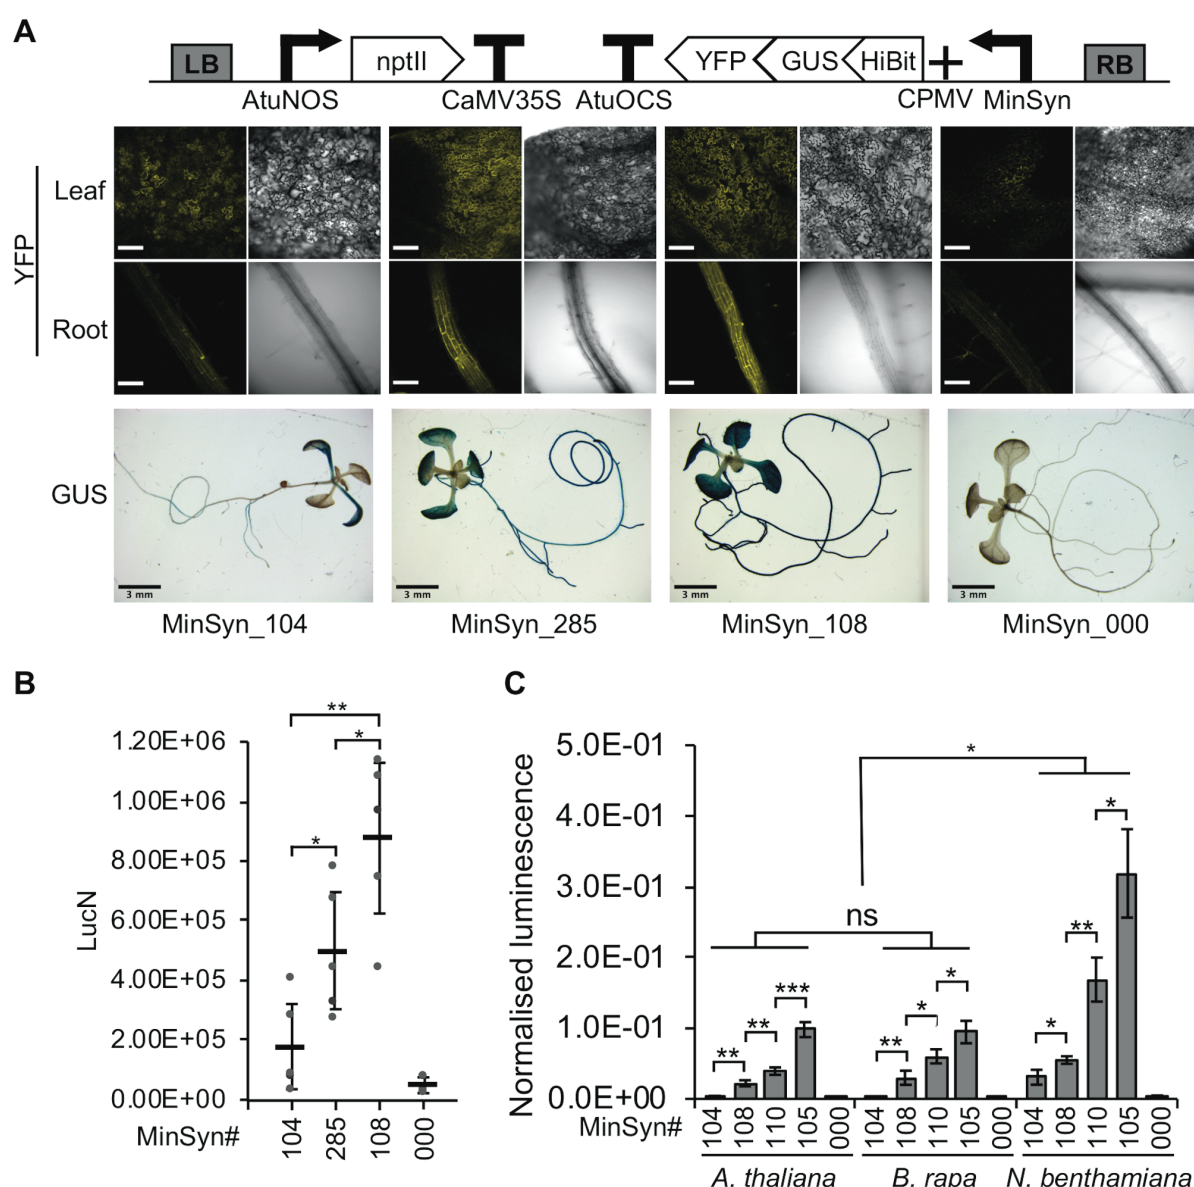 A
LB nptII YFP GUS HiBit RB
AtuNOS CaMV35S AtuOCS CPMV MinSyn
YFP
Leaf
Root
GUS
3 mm 3 mm 3 mm 3 mm
MinSyn_104 MinSyn_285 MinSyn_108 MinSyn_000
B
LucN
1.20E+06
1.00E+06
8.00E+05
6.00E+05
4.00E+05
2.00E+05
0.00E+00
** * *
MinSyn#
104 285 108 000
C
Normalised luminescence
5.0E-01
4.0E-01
3.0E-01
2.0E-01
1.0E-01
0.0E+00
*
ns
** ** ***
** * *
* ** *
MinSyn#
104 108 110 105 000 104 108 110 105 000 104 108 110 105 000
A. thaliana B. rapa N. benthamiana